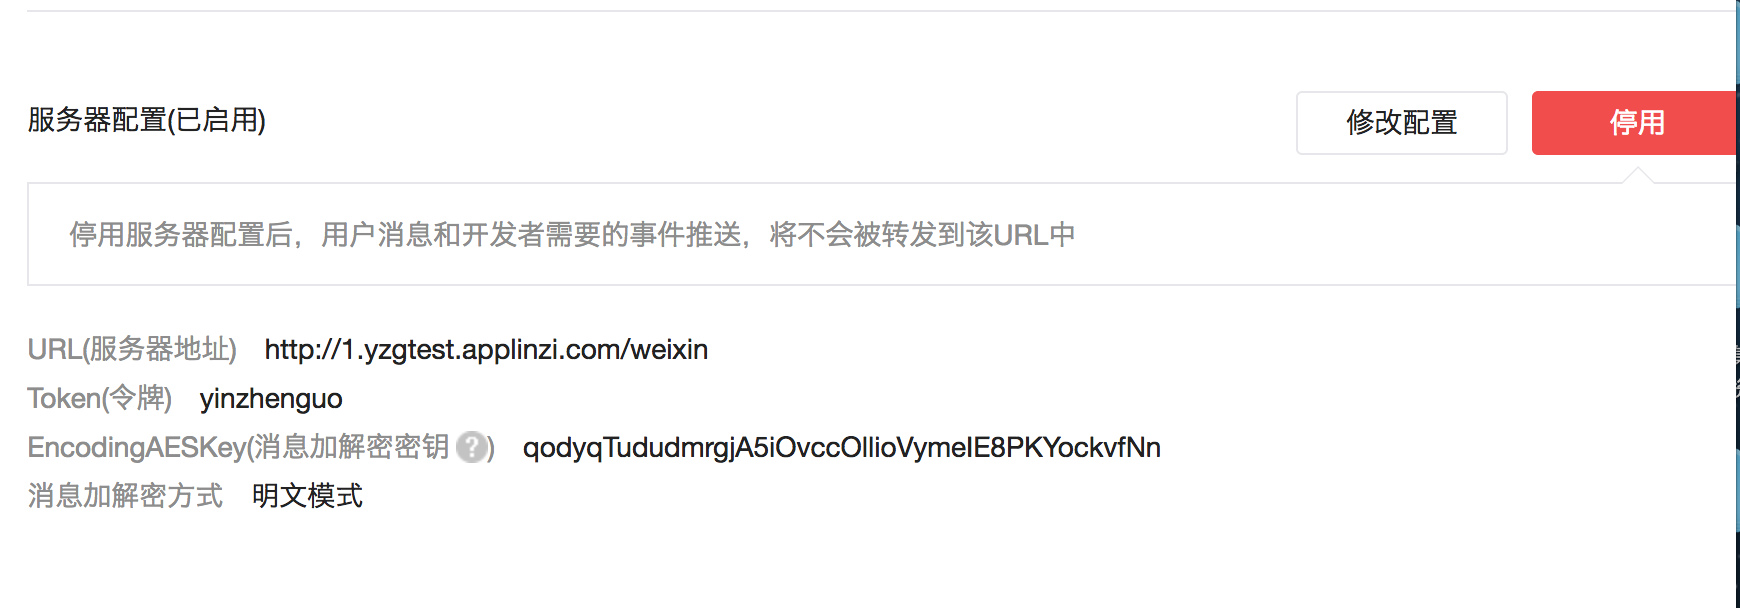 服务器配置(已启用)
修改配置
停用
停用服务器配置后，用户消息和开发者需要的事件推送，将不会被转发到该URL中
URL(服务器地址) http://1.yzgtest.applinzi.com/weixin
Token(令牌) yinzhenguo
EncodingAESKey(消息加解密密钥 ?) qodyqTududmrgjA5iOvccOllioVymeIE8PKYockvfNn
消息加解密方式 明文模式